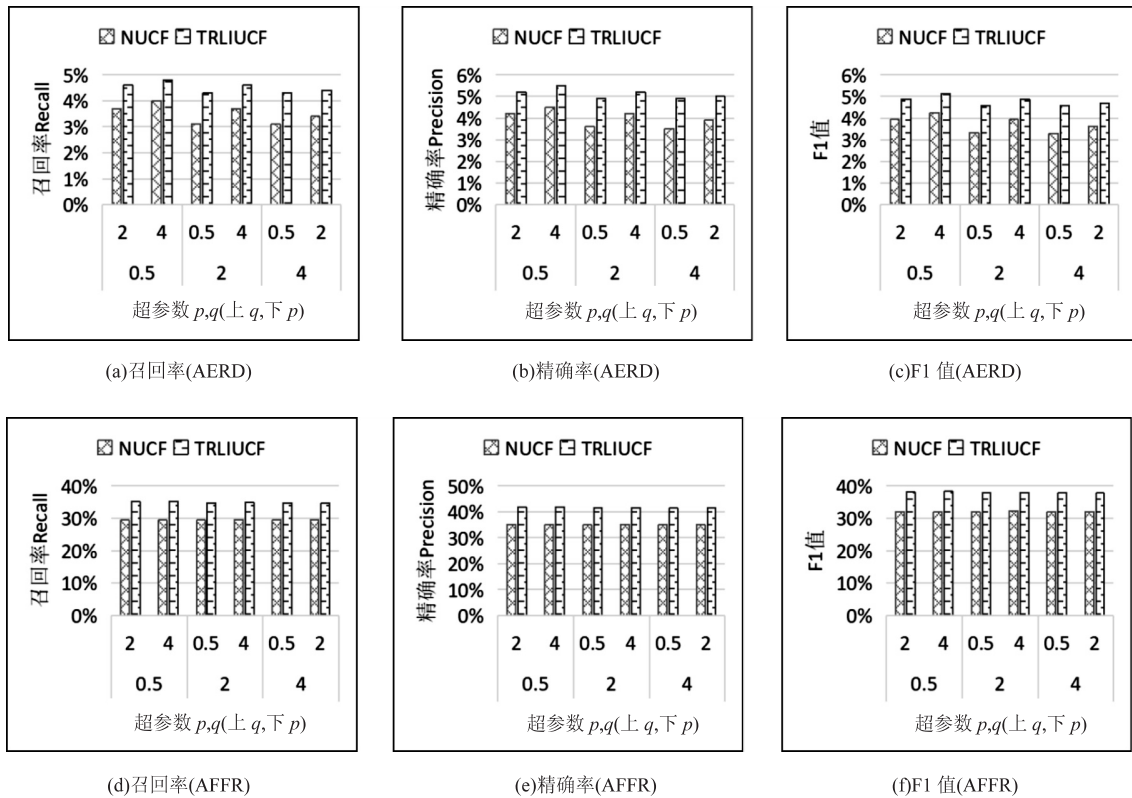 NUCF TRLIUCF
召回率Recall
5%
4%
3%
2%
1%
0%
2 4 0.5 4 0.5 2
0.5 2 4
超参数 p,q(上 q,下 p)
(a)召回率(AERD)
NUCF TRLIUCF
精确率Precision
6%
5%
4%
3%
2%
1%
0%
2 4 0.5 4 0.5 2
0.5 2 4
超参数 p,q(上 q,下 p)
(b)精确率(AERD)
NUCF TRLIUCF
F1值
6%
5%
4%
3%
2%
1%
0%
2 4 0.5 4 0.5 2
0.5 2 4
超参数 p,q(上 q,下 p)
(c)F1 值(AERD)
NUCF TRLIUCF
召回率Recall
40%
30%
20%
10%
0%
2 4 0.5 4 0.5 2
0.5 2 4
超参数 p,q(上 q,下 p)
(d)召回率(AFFR)
NUCF TRLIUCF
精确率Precision
50%
40%
30%
20%
10%
0%
2 4 0.5 4 0.5 2
0.5 2 4
超参数 p,q(上 q,下 p)
(e)精确率(AFFR)
NUCF TRLIUCF
F1值
40%
30%
20%
10%
0%
2 4 0.5 4 0.5 2
0.5 2 4
超参数 p,q(上 q,下 p)
(f)F1 值(AFFR)